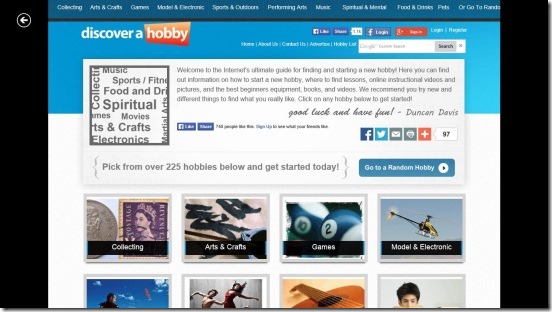 Collecting Arts & Crafts Games Model & Electronic Sports & Outdoors Performing Arts Music Spiritual & Mental Food & Drinks Pets Or Go To Rando
discover a hobby
Like Share 1.1k Like Sign in Login | Register
Home | About Us | Contact Us | Advertise | Hobby List Google Custom Search Search x
Collecti
Music
Sports / Fitne
Food and Dri
Spiritual
ames Movies
rts & Crafts
Electronics
Martial Arts
Welcome to the Internet's ultimate guide for finding and starting a new hobby! Here you can find
out information on how to start a new hobby, where to find lessons, online instructional videos and
pictures, and the best beginners equipment, books, and videos. We recommend you try new and
different things to find what you really like. Click on any hobby below to get started!
good luck and have fun! - Duncan Davis
Like Share 740 people like this. Sign Up to see what your friends like.
97
{ Pick from over 225 hobbies below and get started today! }
Go to a Random Hobby
POSTAGE
REVENUE
2
Collecting
Arts & Crafts
Games
Model & Electronic